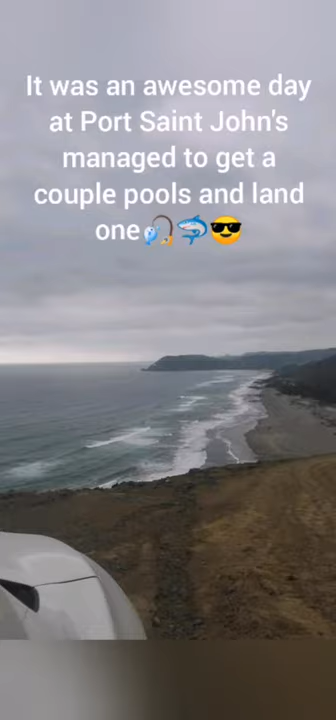 It was an awesome day
at Port Saint John's
managed to get a
couple pools and land
one🎣🦈😎